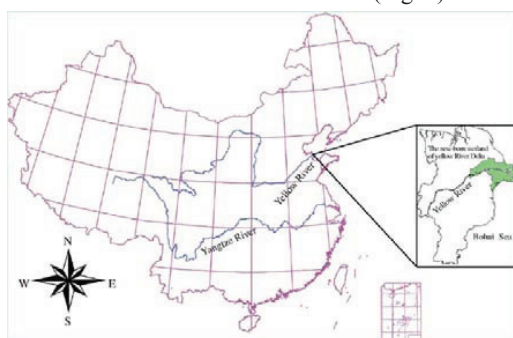 (Fig.1)
The new-born wetland
of yellow River Delta
Yellow River
Bohai Sea
Yellow River
Yangtze River
N
W E
S